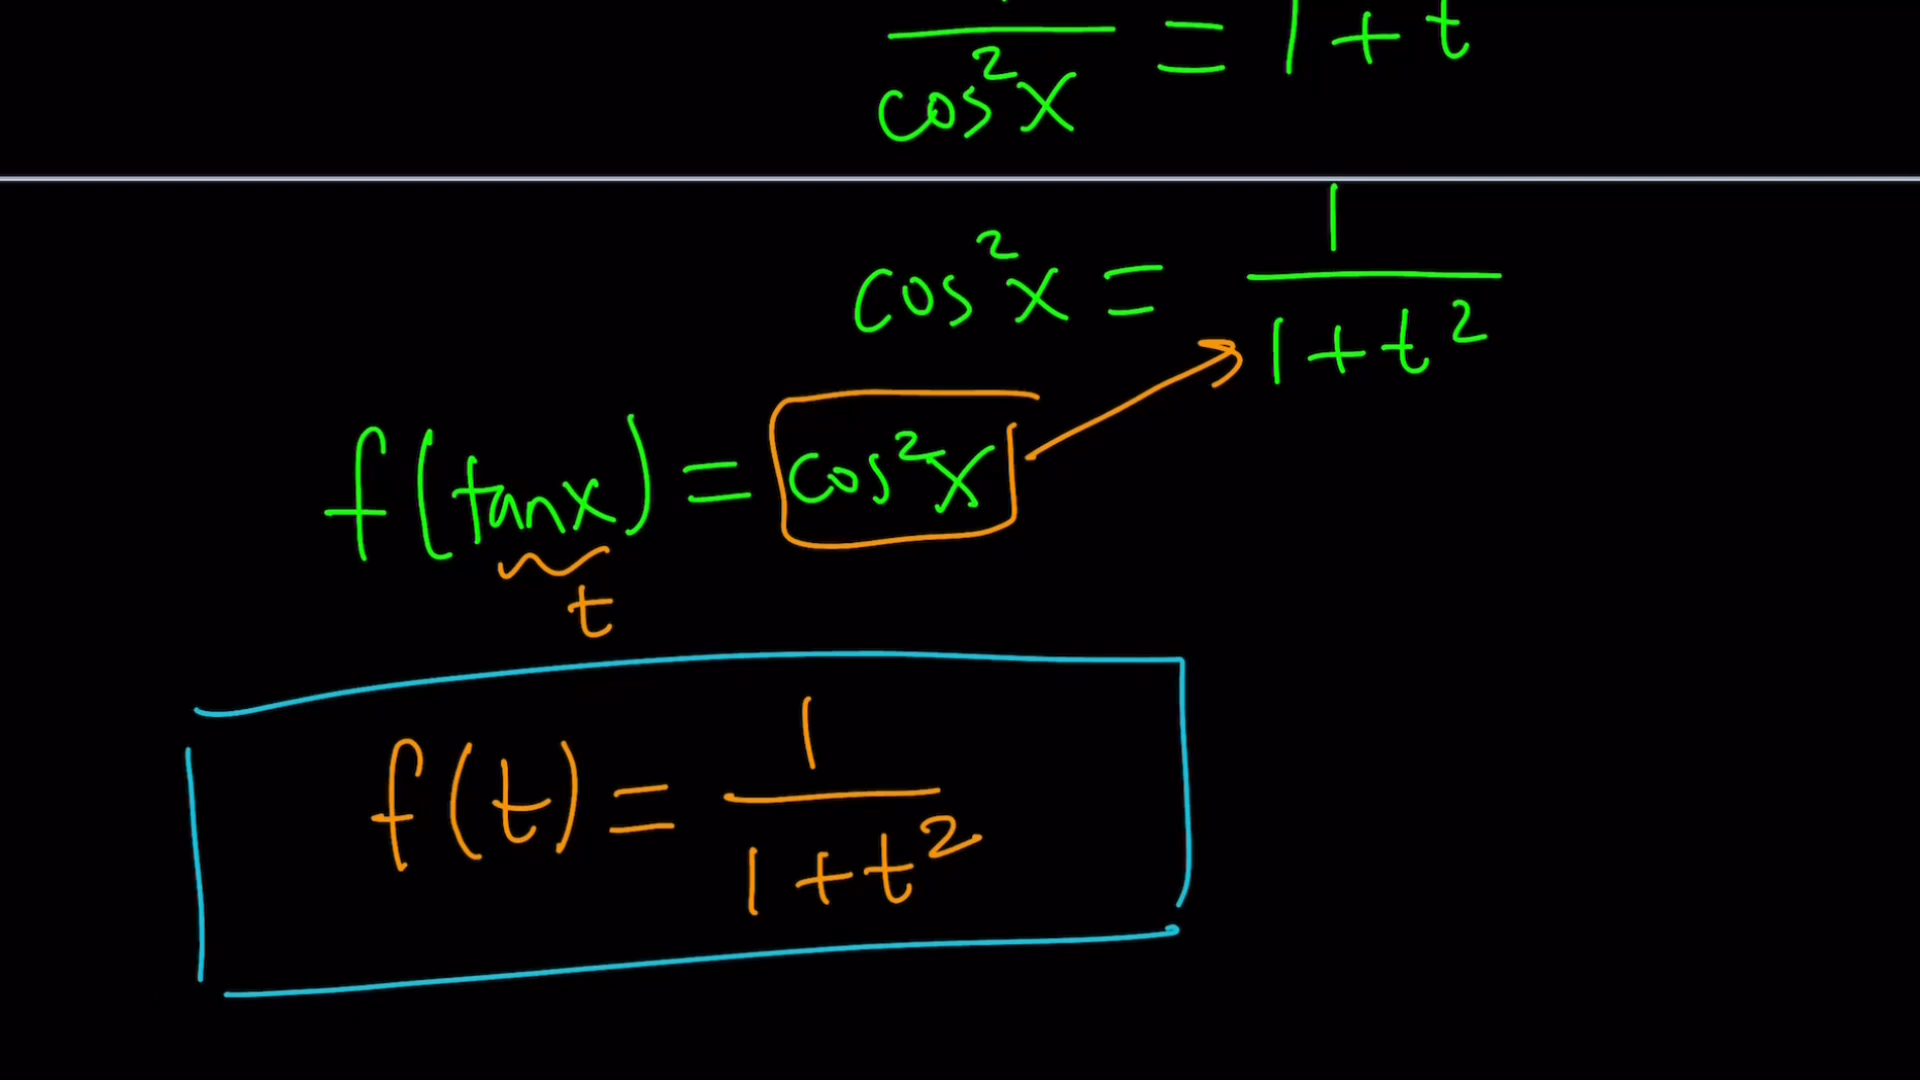 cos²x = 1 + t
cos²x = 1 / (1 + t²)
f(tanx) = cos²x
t
f(t) = 1 / (1 + t²)